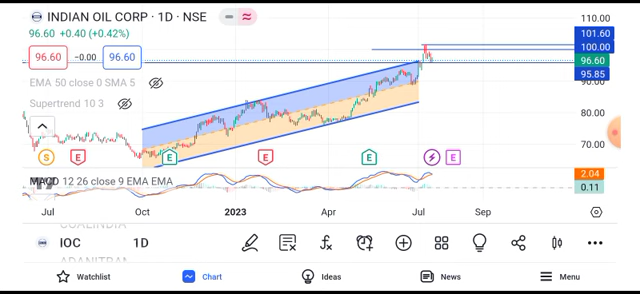 INDIAN OIL CORP · 1D · NSE
110.00
96.60 +0.40 (+0.42%)
101.60
96.60 −0.00 96.60
100.00
96.60
95.85
EMA 50 close 0 SMA 5
90.00
Supertrend 10 3
80.00
70.00
S E E E E E
MACD 12 26 close 9 EMA EMA
2.04
0.11
Jul Oct 2023 Apr Jul Sep
COALINDIA
IOC 1D
ADANITRAN
Watchlist Chart Ideas News Menu